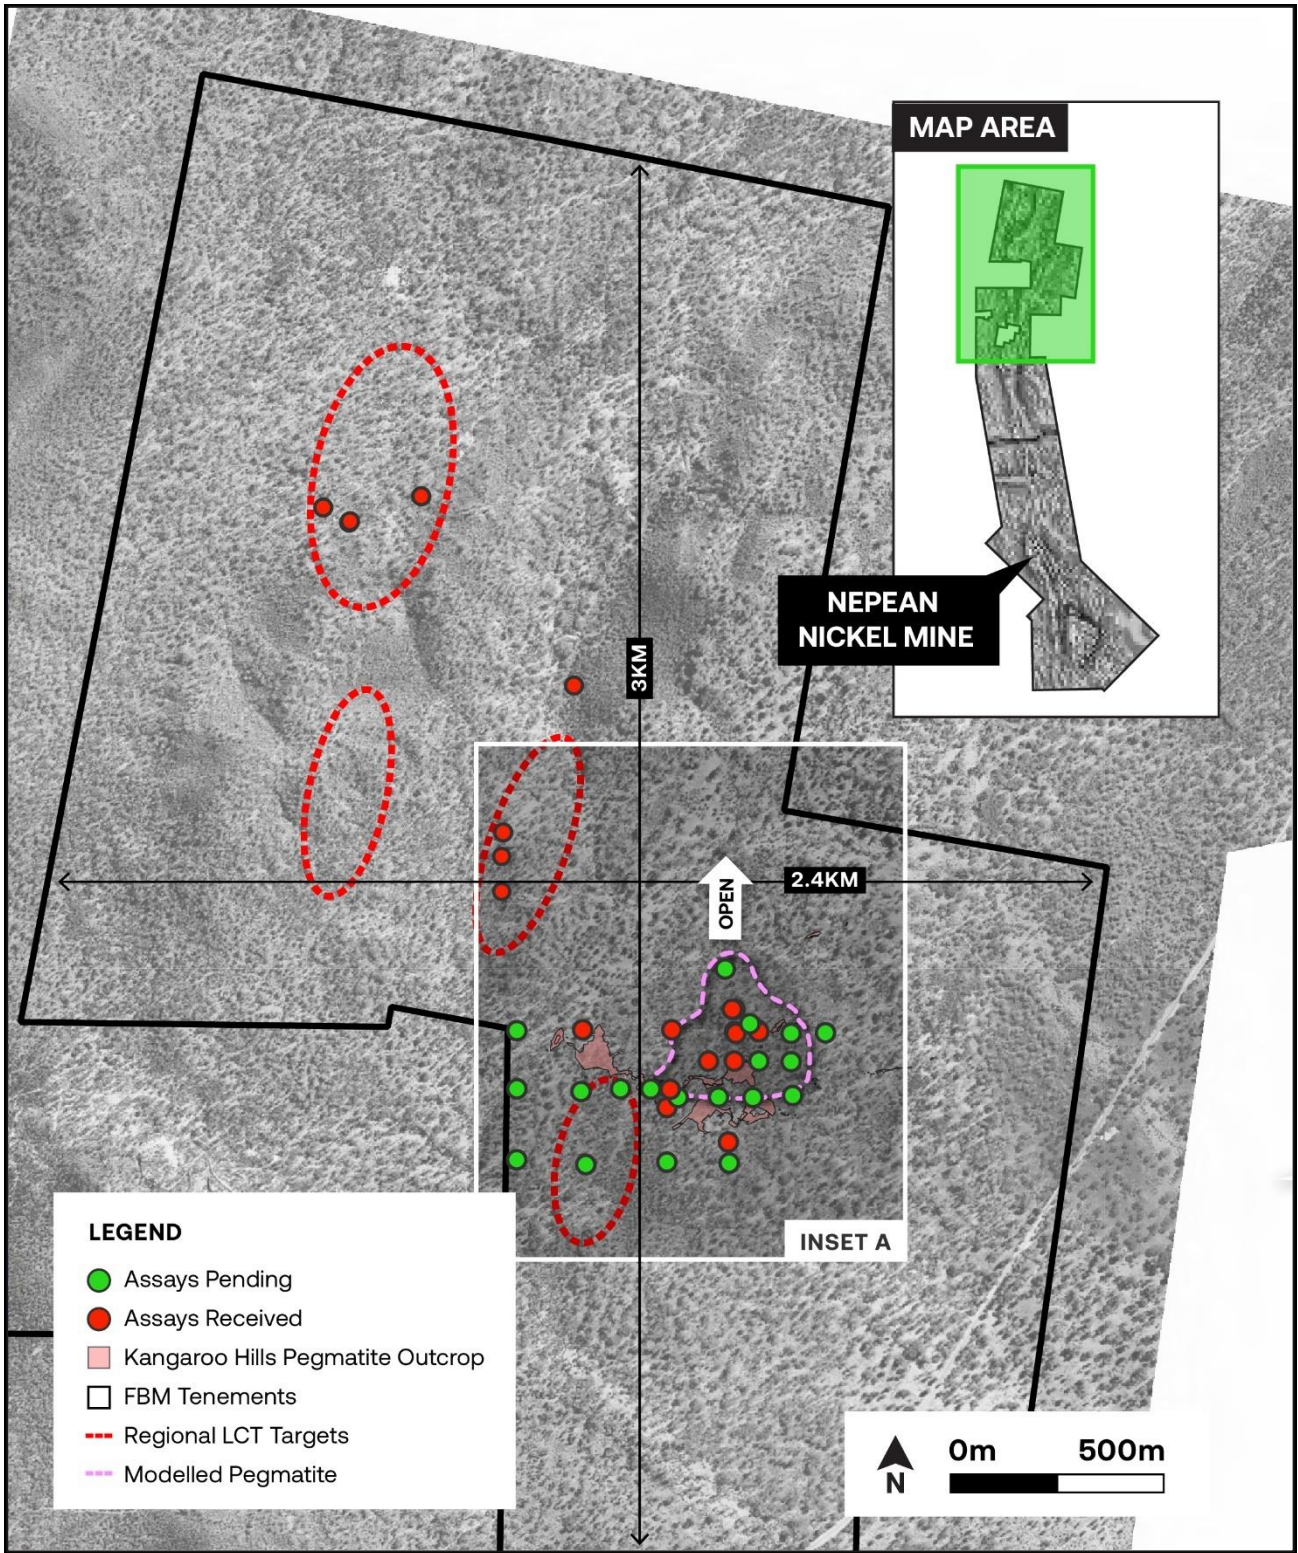 MAP AREA
NEPEAN
NICKEL MINE
3KM
2.4KM
OPEN
INSET A
LEGEND
Assays Pending
Assays Received
Kangaroo Hills Pegmatite Outcrop
FBM Tenements
Regional LCT Targets
Modelled Pegmatite
N
0m 500m